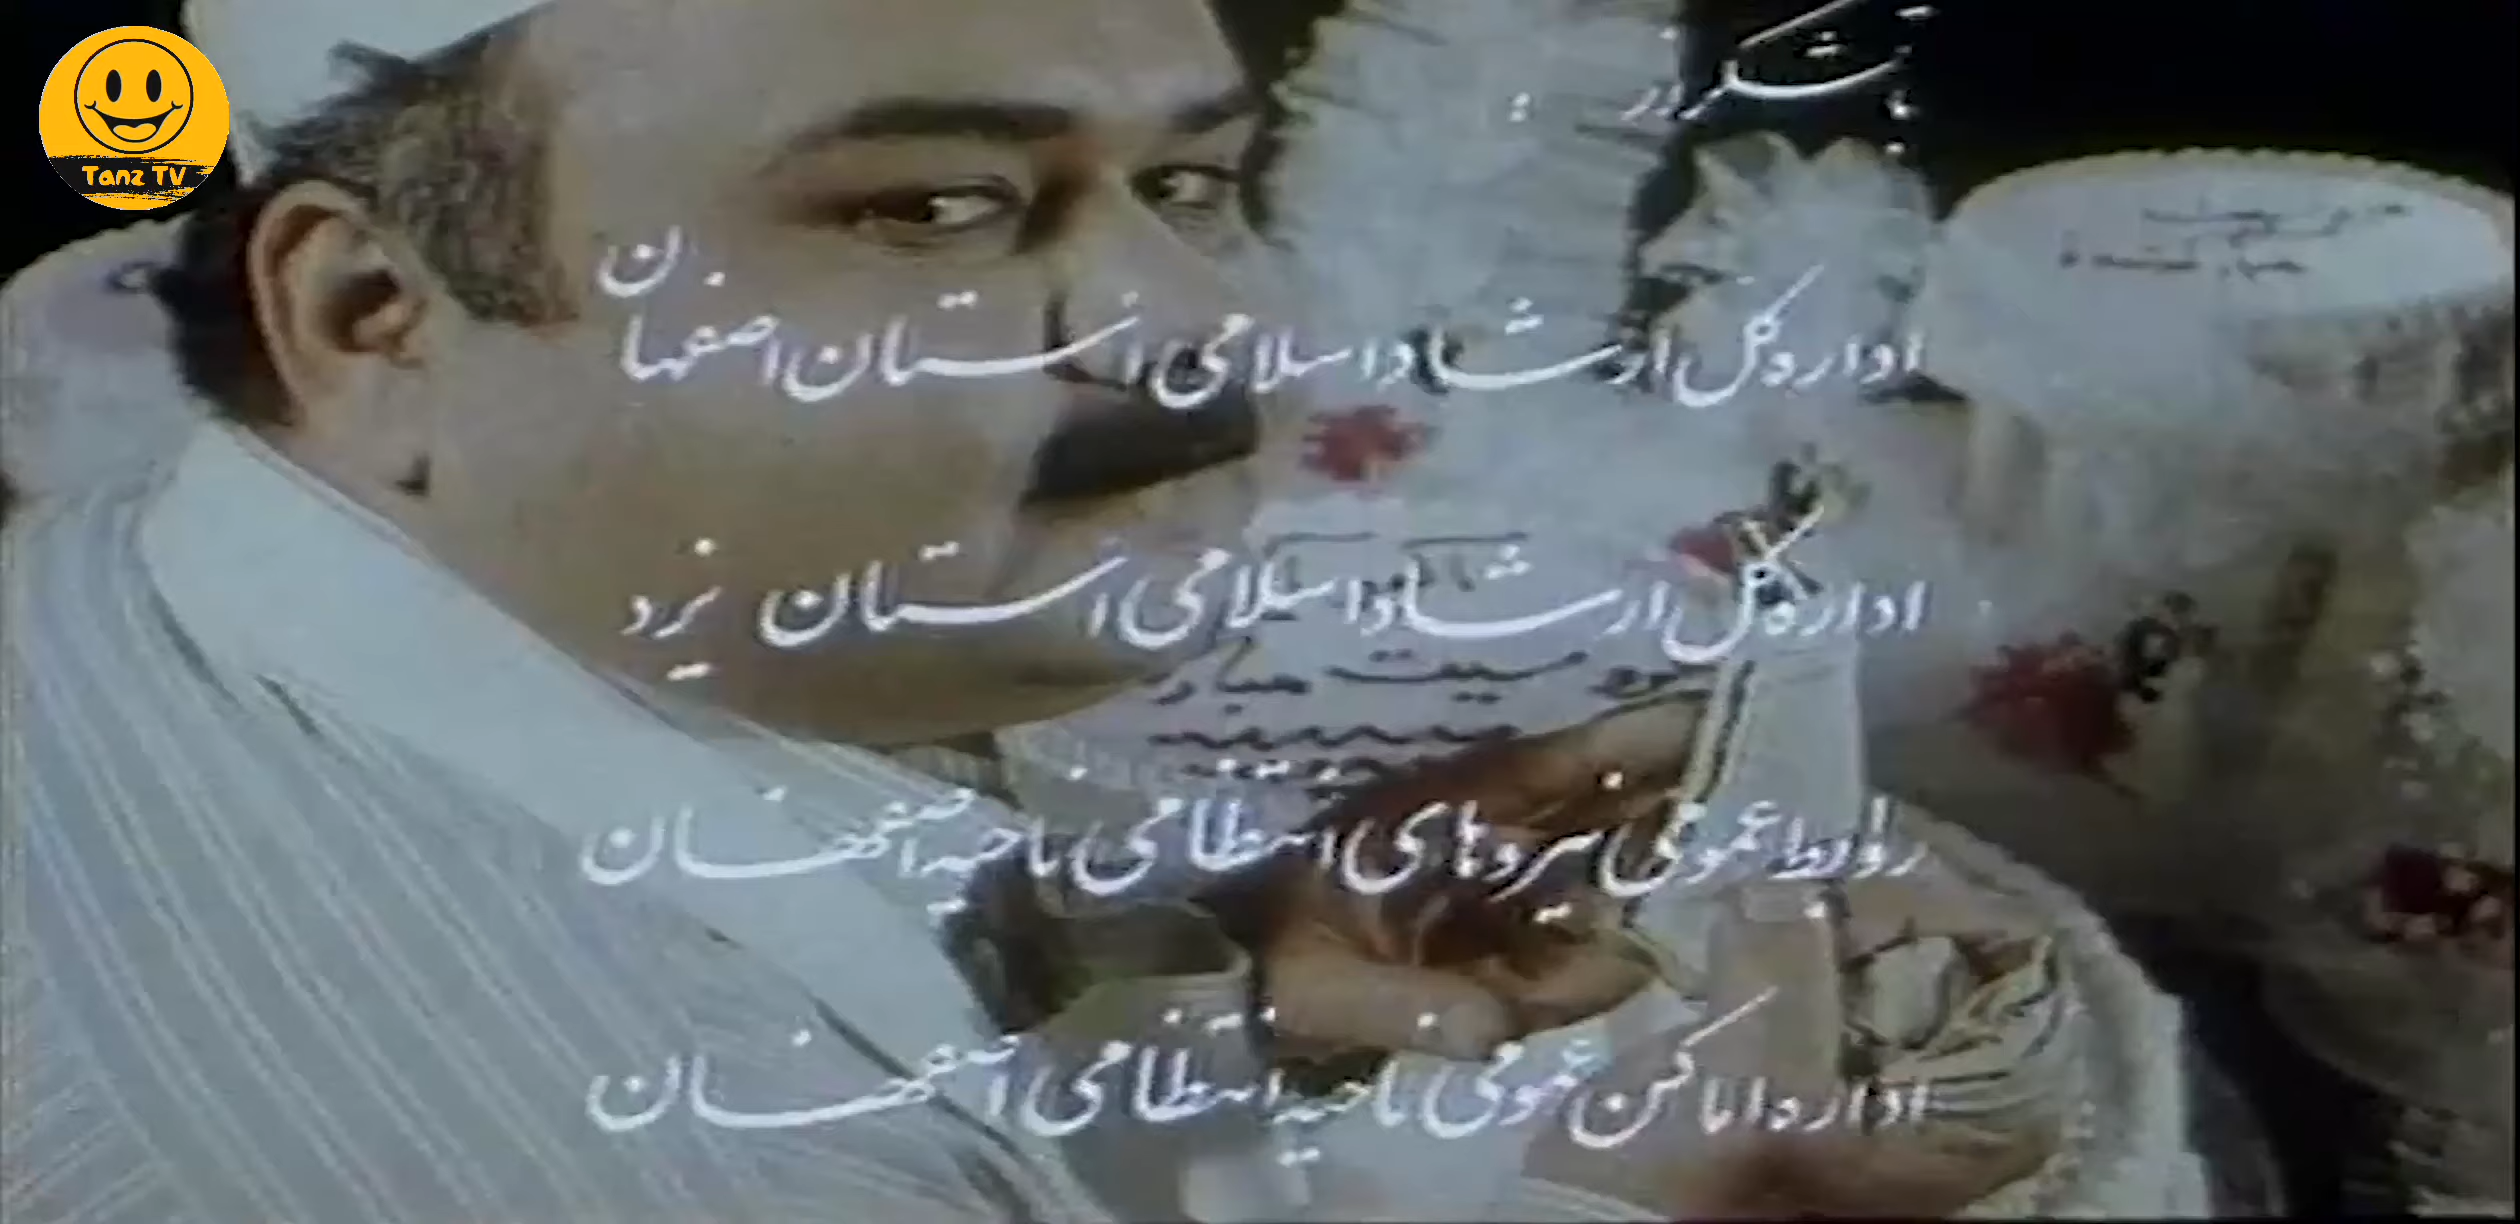 Tanz TV
با تشکر از :
اداره کل ارشاد اسلامی استان اصفهان
اداره کل ارشاد اسلامی استان یزد
روابط عمومی نیروهای انتظامی ناحیه اصفهان
اداره اماکن عمومی ناحیه انتظامی اصفهان